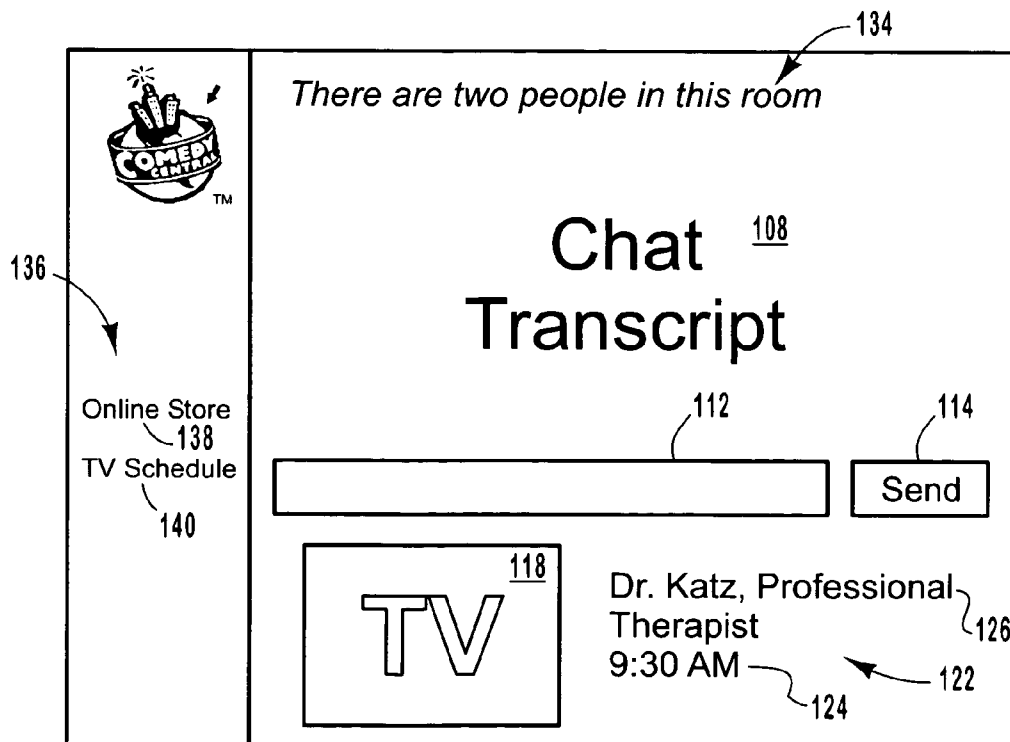 134
There are two people in this room
COMEDY
CENTRAL
TM
Chat 108
Transcript
136
Online Store
138
TV Schedule
140
112
114
Send
TV
118
Dr. Katz, Professional
Therapist
126
9:30 AM
122
124